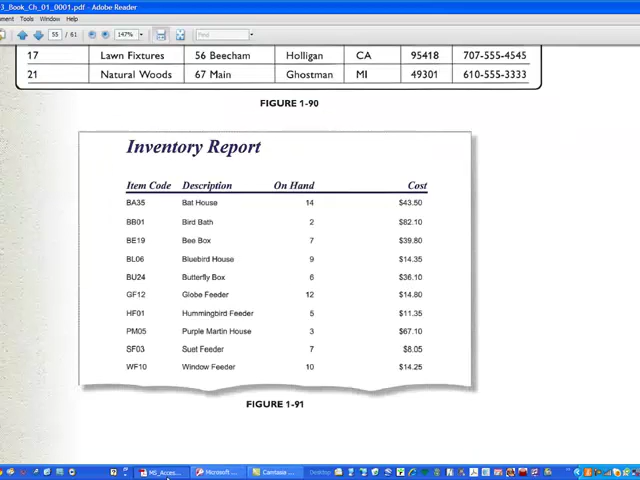 3_Book_Ch_01_0001.pdf - Adobe Reader
ument Tools Window Help
55 / 61 147% Find
17 Lawn Fixtures 56 Beecham Holligan CA 95418 707-555-4545
21 Natural Woods 67 Main Ghostman MI 49301 610-555-3333
FIGURE 1-90
Inventory Report
Item Code Description On Hand Cost
BA35 Bat House 14 $43.50
BB01 Bird Bath 2 $82.10
BE19 Bee Box 7 $39.80
BL06 Bluebird House 9 $14.35
BU24 Butterfly Box 6 $36.10
GF12 Globe Feeder 12 $14.80
HF01 Hummingbird Feeder 5 $11.35
PM05 Purple Martin House 3 $67.10
SF03 Suet Feeder 7 $8.05
WF10 Window Feeder 10 $14.25
FIGURE 1-91
MS_Acces... Microsoft ... Camtasia ... Desktop